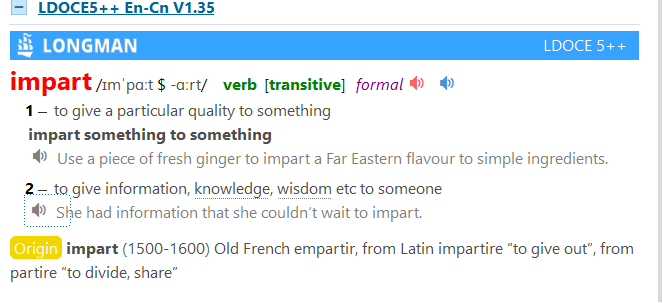 LDOCE5++ En-Cn V1.35
LONGMAN LDOCE 5++
impart /ɪmˈpɑːt $ -ɑːrt/ verb [transitive] formal
1 – to give a particular quality to something
impart something to something
Use a piece of fresh ginger to impart a Far Eastern flavour to simple ingredients.
2 – to give information, knowledge, wisdom etc to someone
She had information that she couldn’t wait to impart.
Origin impart (1500-1600) Old French empartir, from Latin impartire “to give out”, from
partire “to divide, share”